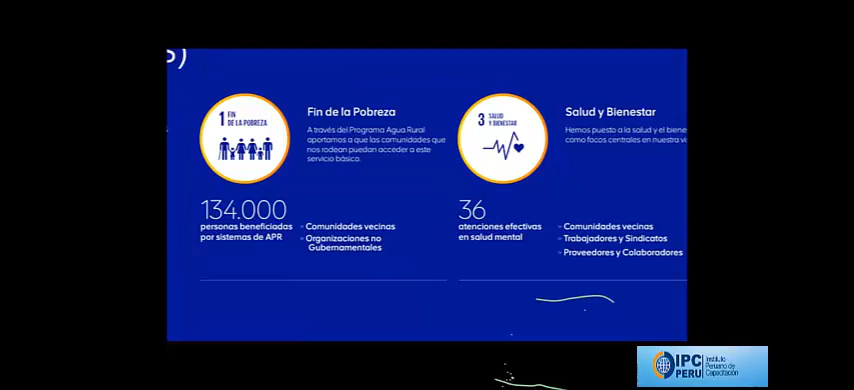 s)
1 FIN
DE LA POBREZA
Fin de la Pobreza
A través del Programa Agua Rural
aportamos a que las comunidades que
nos rodean puedan acceder a este
servicio básico.
134.000
personas beneficiadas
por sistemas de APR
Comunidades vecinas
Organizaciones no
Gubernamentales
3 SALUD
Y BIENESTAR
Salud y Bienestar
Hemos puesto a la salud y el biene
como focos centrales en nuestra vi
36
atenciones efectivas
en salud mental
Comunidades vecinas
Trabajadores y Sindicatos
Proveedores y Colaboradores
IPC
PERU
Instituto
Peruano de
Capacitación